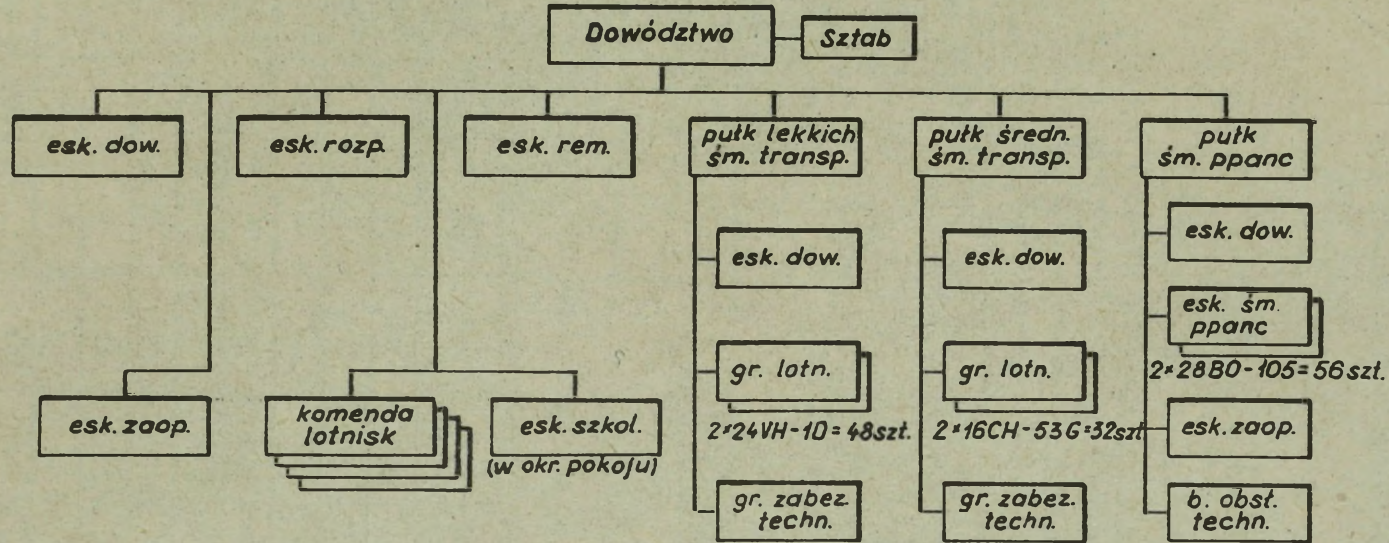 Dowództwo
Sztab
esk. dow.
esk. rozp.
esk. rem.
pułk lekkich
śm. transp.
pułk średn.
śm. transp.
pułk
śm. ppanc
esk. zaop.
komenda
lotnisk
esk. szkol.
(w okr. pokoju)
esk. dow.
gr. lotn.
2×24VH-1D=48szt.
gr. zabez.
techn.
esk. dow.
gr. lotn.
2×16CH-53G=32szt
gr. zabez.
techn.
esk. dow.
esk. śm.
ppanc
2×28BO-105=56szt.
esk. zaop.
b. obsł.
techn.